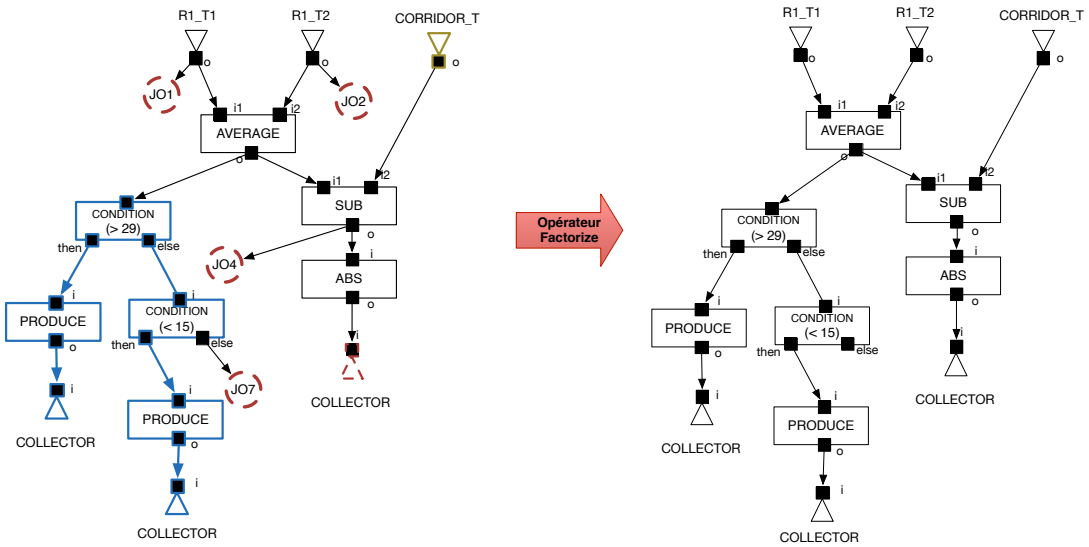 R1_T1 R1_T2 CORRIDOR_T
o o o
JO1 JO2
i1 i2
AVERAGE
o
i1 i2
SUB
o
CONDITION
(> 29)
then else
JO4
i
ABS
o
i
PRODUCE
o
i
CONDITION
(< 15)
then else
i
COLLECTOR
JO7
i
COLLECTOR
i
PRODUCE
o
i
COLLECTOR
Opérateur
Factorize
R1_T1 R1_T2 CORRIDOR_T
o o o
i1 i2
AVERAGE
o
i1 i2
SUB
o
CONDITION
(> 29)
then else
i
ABS
o
i
PRODUCE
o
i
CONDITION
(< 15)
then else
i
COLLECTOR
i
COLLECTOR
i
PRODUCE
o
i
COLLECTOR